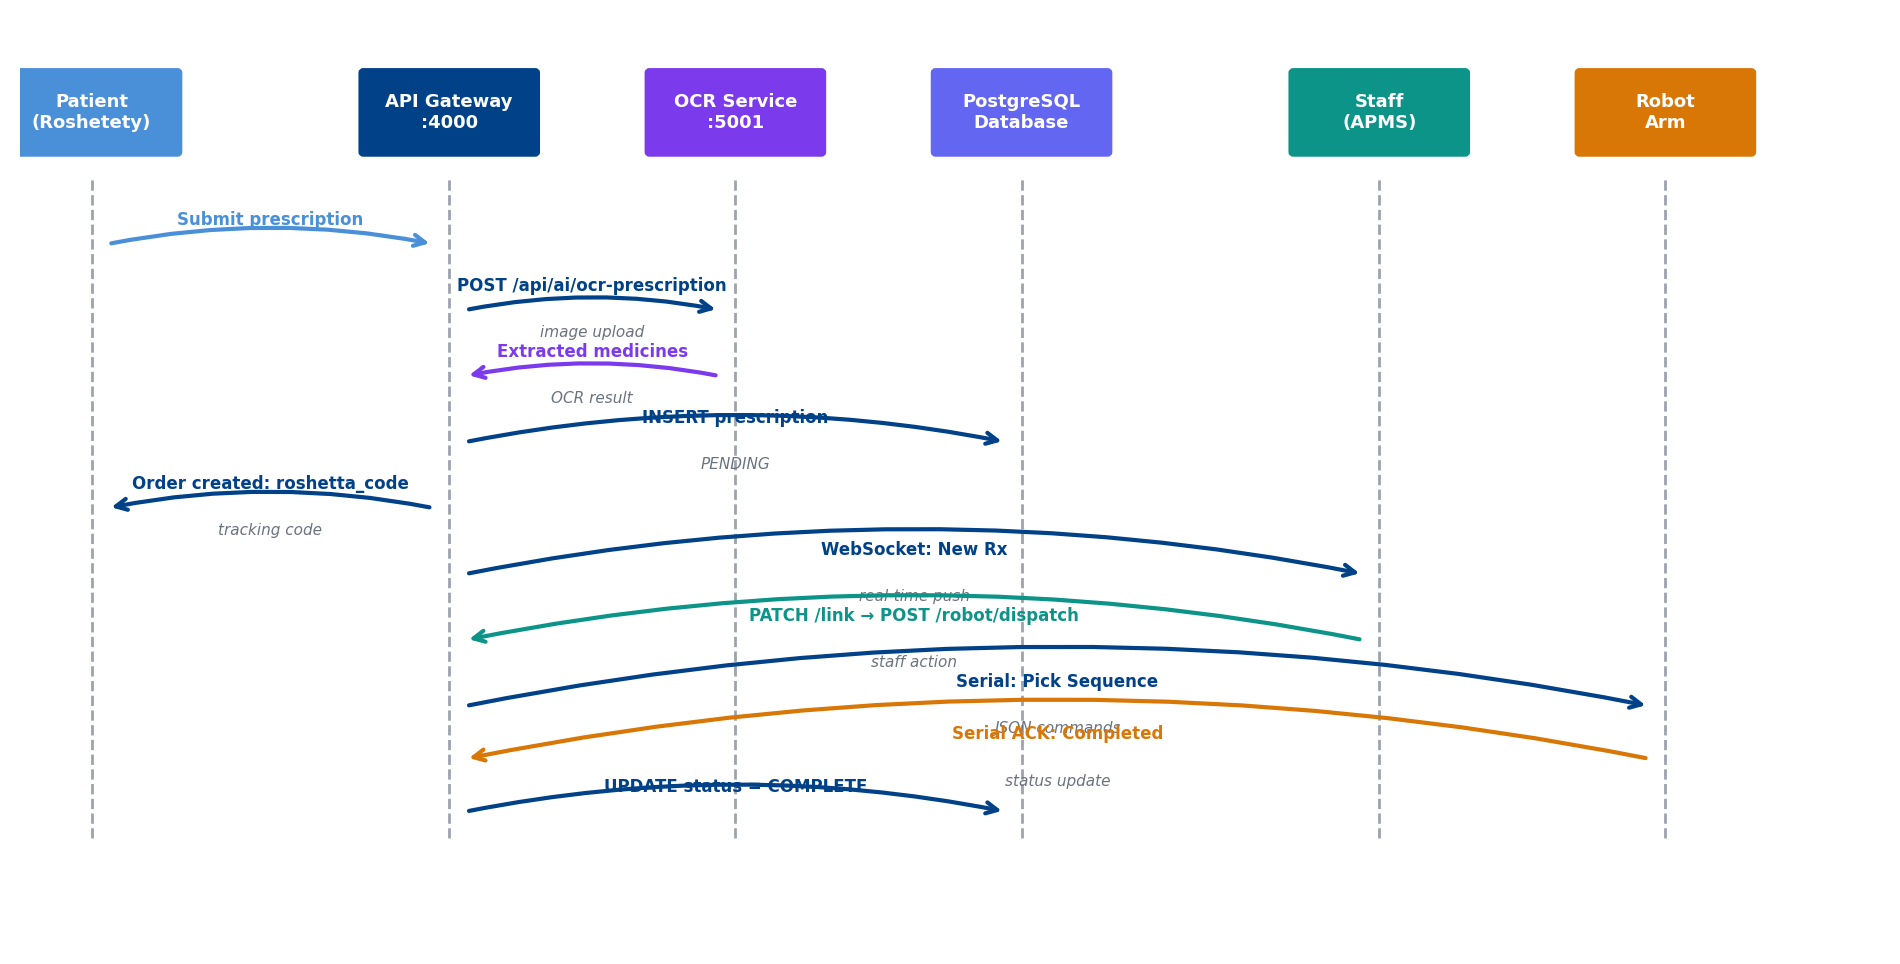 Patient
(Roshetety)
API Gateway
:4000
OCR Service
:5001
PostgreSQL
Database
Staff
(APMS)
Robot
Arm
Submit prescription
POST /api/ai/ocr-prescription
image upload
Extracted medicines
OCR result
INSERT prescription
PENDING
Order created: roshetta_code
tracking code
WebSocket: New Rx
real-time push
PATCH /link → POST /robot/dispatch
staff action
Serial: Pick Sequence
JSON commands
Serial ACK: Completed
status update
UPDATE status = COMPLETE